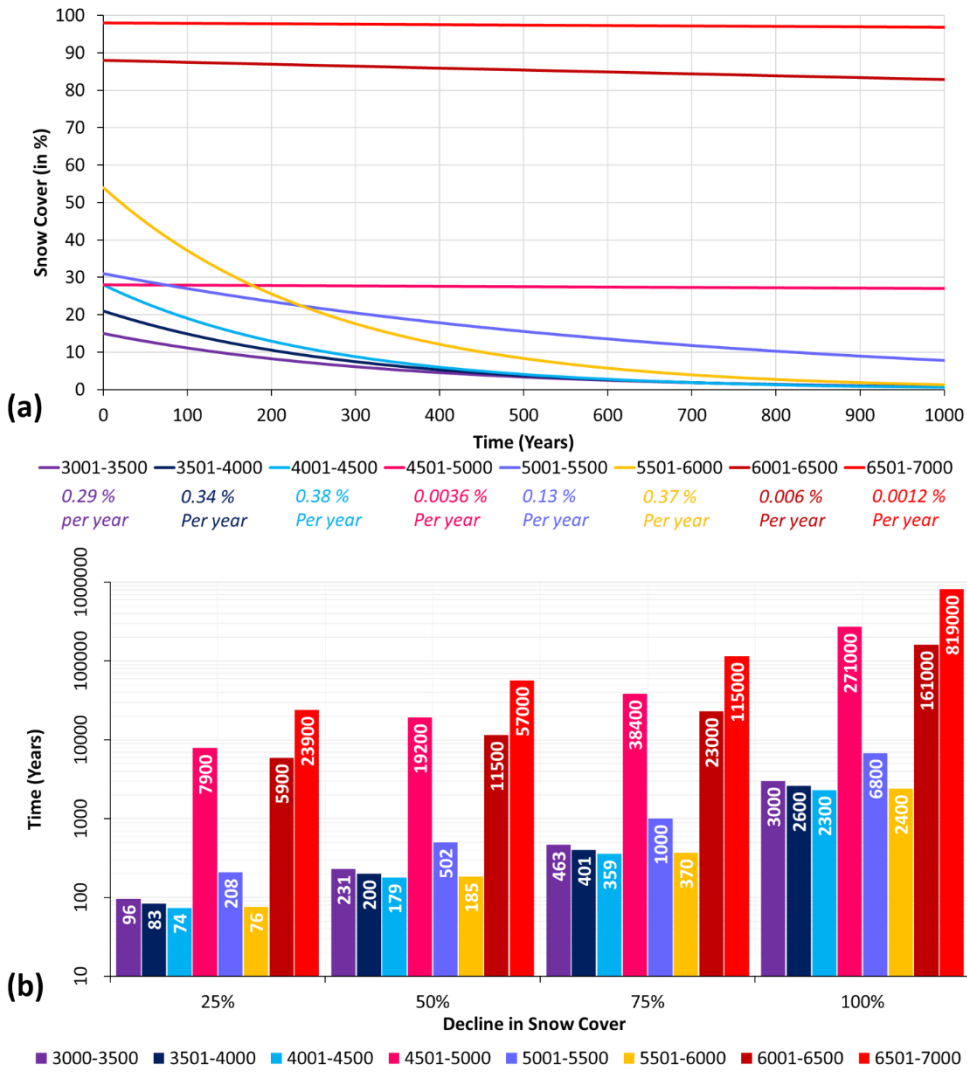 100
90
80
70
60
50
40
30
20
10
0
Snow Cover (in %)
0 100 200 300 400 500 600 700 800 900 1000
(a)
Time (Years)
3001-3500 3501-4000 4001-4500 4501-5000 5001-5500 5501-6000 6001-6500 6501-7000
0.29 % 0.34 % 0.38 % 0.0036 % 0.13 % 0.37 % 0.006 % 0.0012 %
per year Per year Per year Per year Per year Per year Per year Per year
1000000
100000
10000
1000
100
10
Time (Years)
96 83 74 7900 208 76 5900 23900
231 200 179 19200 502 185 11500 57000
463 401 359 38400 1000 370 23000 115000
3000 2600 2300 271000 6800 2400 161000 819000
(b)
25% 50% 75% 100%
Decline in Snow Cover
3000-3500 3501-4000 4001-4500 4501-5000 5001-5500 5501-6000 6001-6500 6501-7000